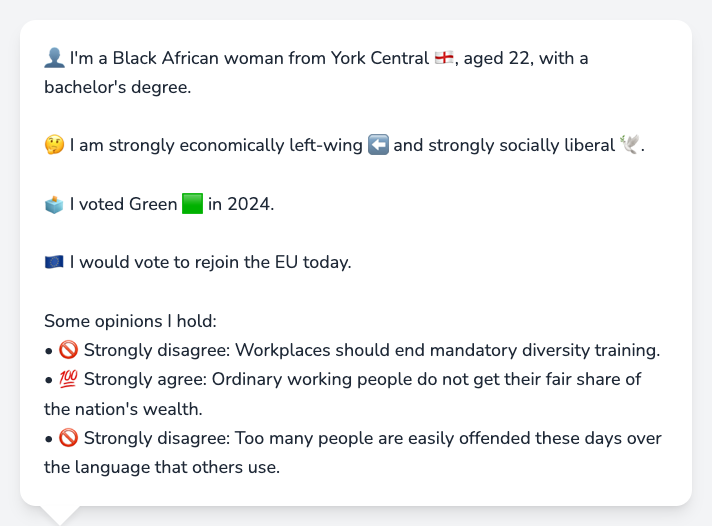 👤 I'm a Black African woman from York Central 🏴󠁧󠁢󠁥󠁮󠁧󠁿, aged 22, with a
bachelor's degree.
🤔 I am strongly economically left-wing ⬅️ and strongly socially liberal 🕊️.
🗳️ I voted Green 🟩 in 2024.
🇪🇺 I would vote to rejoin the EU today.
Some opinions I hold:
• 🚫 Strongly disagree: Workplaces should end mandatory diversity training.
• 💯 Strongly agree: Ordinary working people do not get their fair share of
the nation's wealth.
• 🚫 Strongly disagree: Too many people are easily offended these days over
the language that others use.